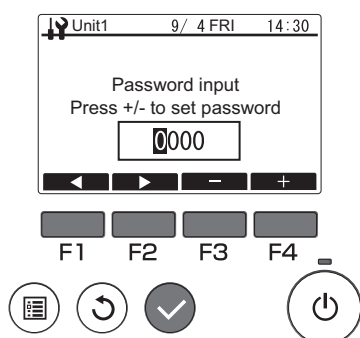 Unit1 9/ 4 FRI 14:30
Password input
Press +/- to set password
0000
− +
F1 F2 F3 F4